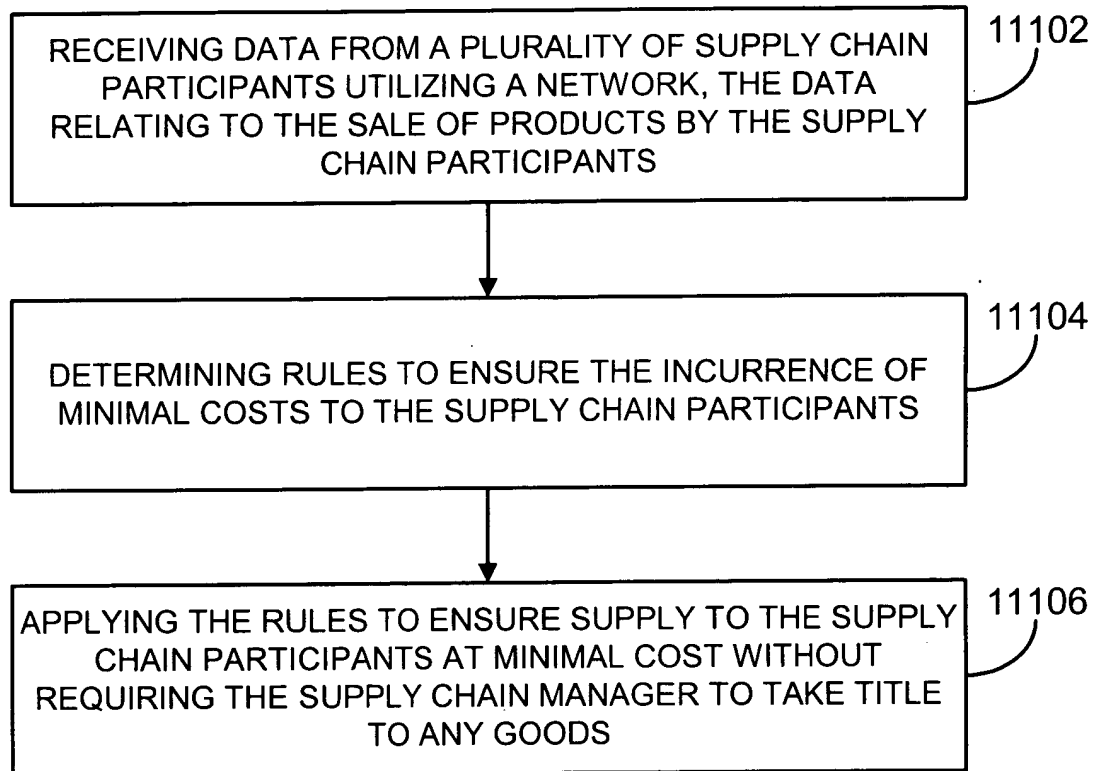 RECEIVING DATA FROM A PLURALITY OF SUPPLY CHAIN
PARTICIPANTS UTILIZING A NETWORK, THE DATA
RELATING TO THE SALE OF PRODUCTS BY THE SUPPLY
CHAIN PARTICIPANTS
11102
DETERMINING RULES TO ENSURE THE INCURRENCE OF
MINIMAL COSTS TO THE SUPPLY CHAIN PARTICIPANTS
11104
APPLYING THE RULES TO ENSURE SUPPLY TO THE SUPPLY
CHAIN PARTICIPANTS AT MINIMAL COST WITHOUT
REQUIRING THE SUPPLY CHAIN MANAGER TO TAKE TITLE
TO ANY GOODS
11106